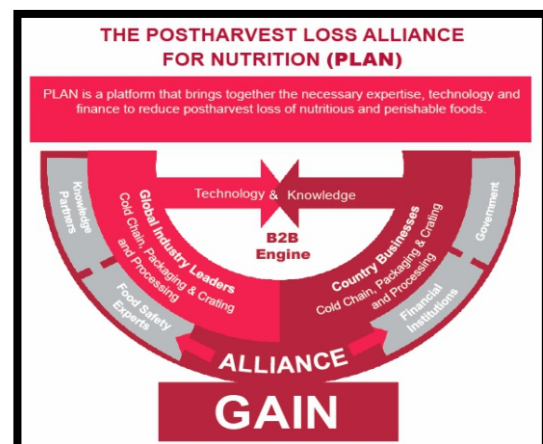 THE POSTHARVEST LOSS ALLIANCE
FOR NUTRITION (PLAN)
PLAN is a platform that brings together the necessary expertise, technology and
finance to reduce postharvest loss of nutritious and perishable foods.
Knowledge
Partners
Food Safety
Experts
Global Industry Leaders
Cold Chain, Packaging & Crating
and Processing
Technology & Knowledge
B2B
Engine
Country Businesses
Cold Chain, Packaging & Crating
and Processing
Government
Financial
Institutions
ALLIANCE
GAIN